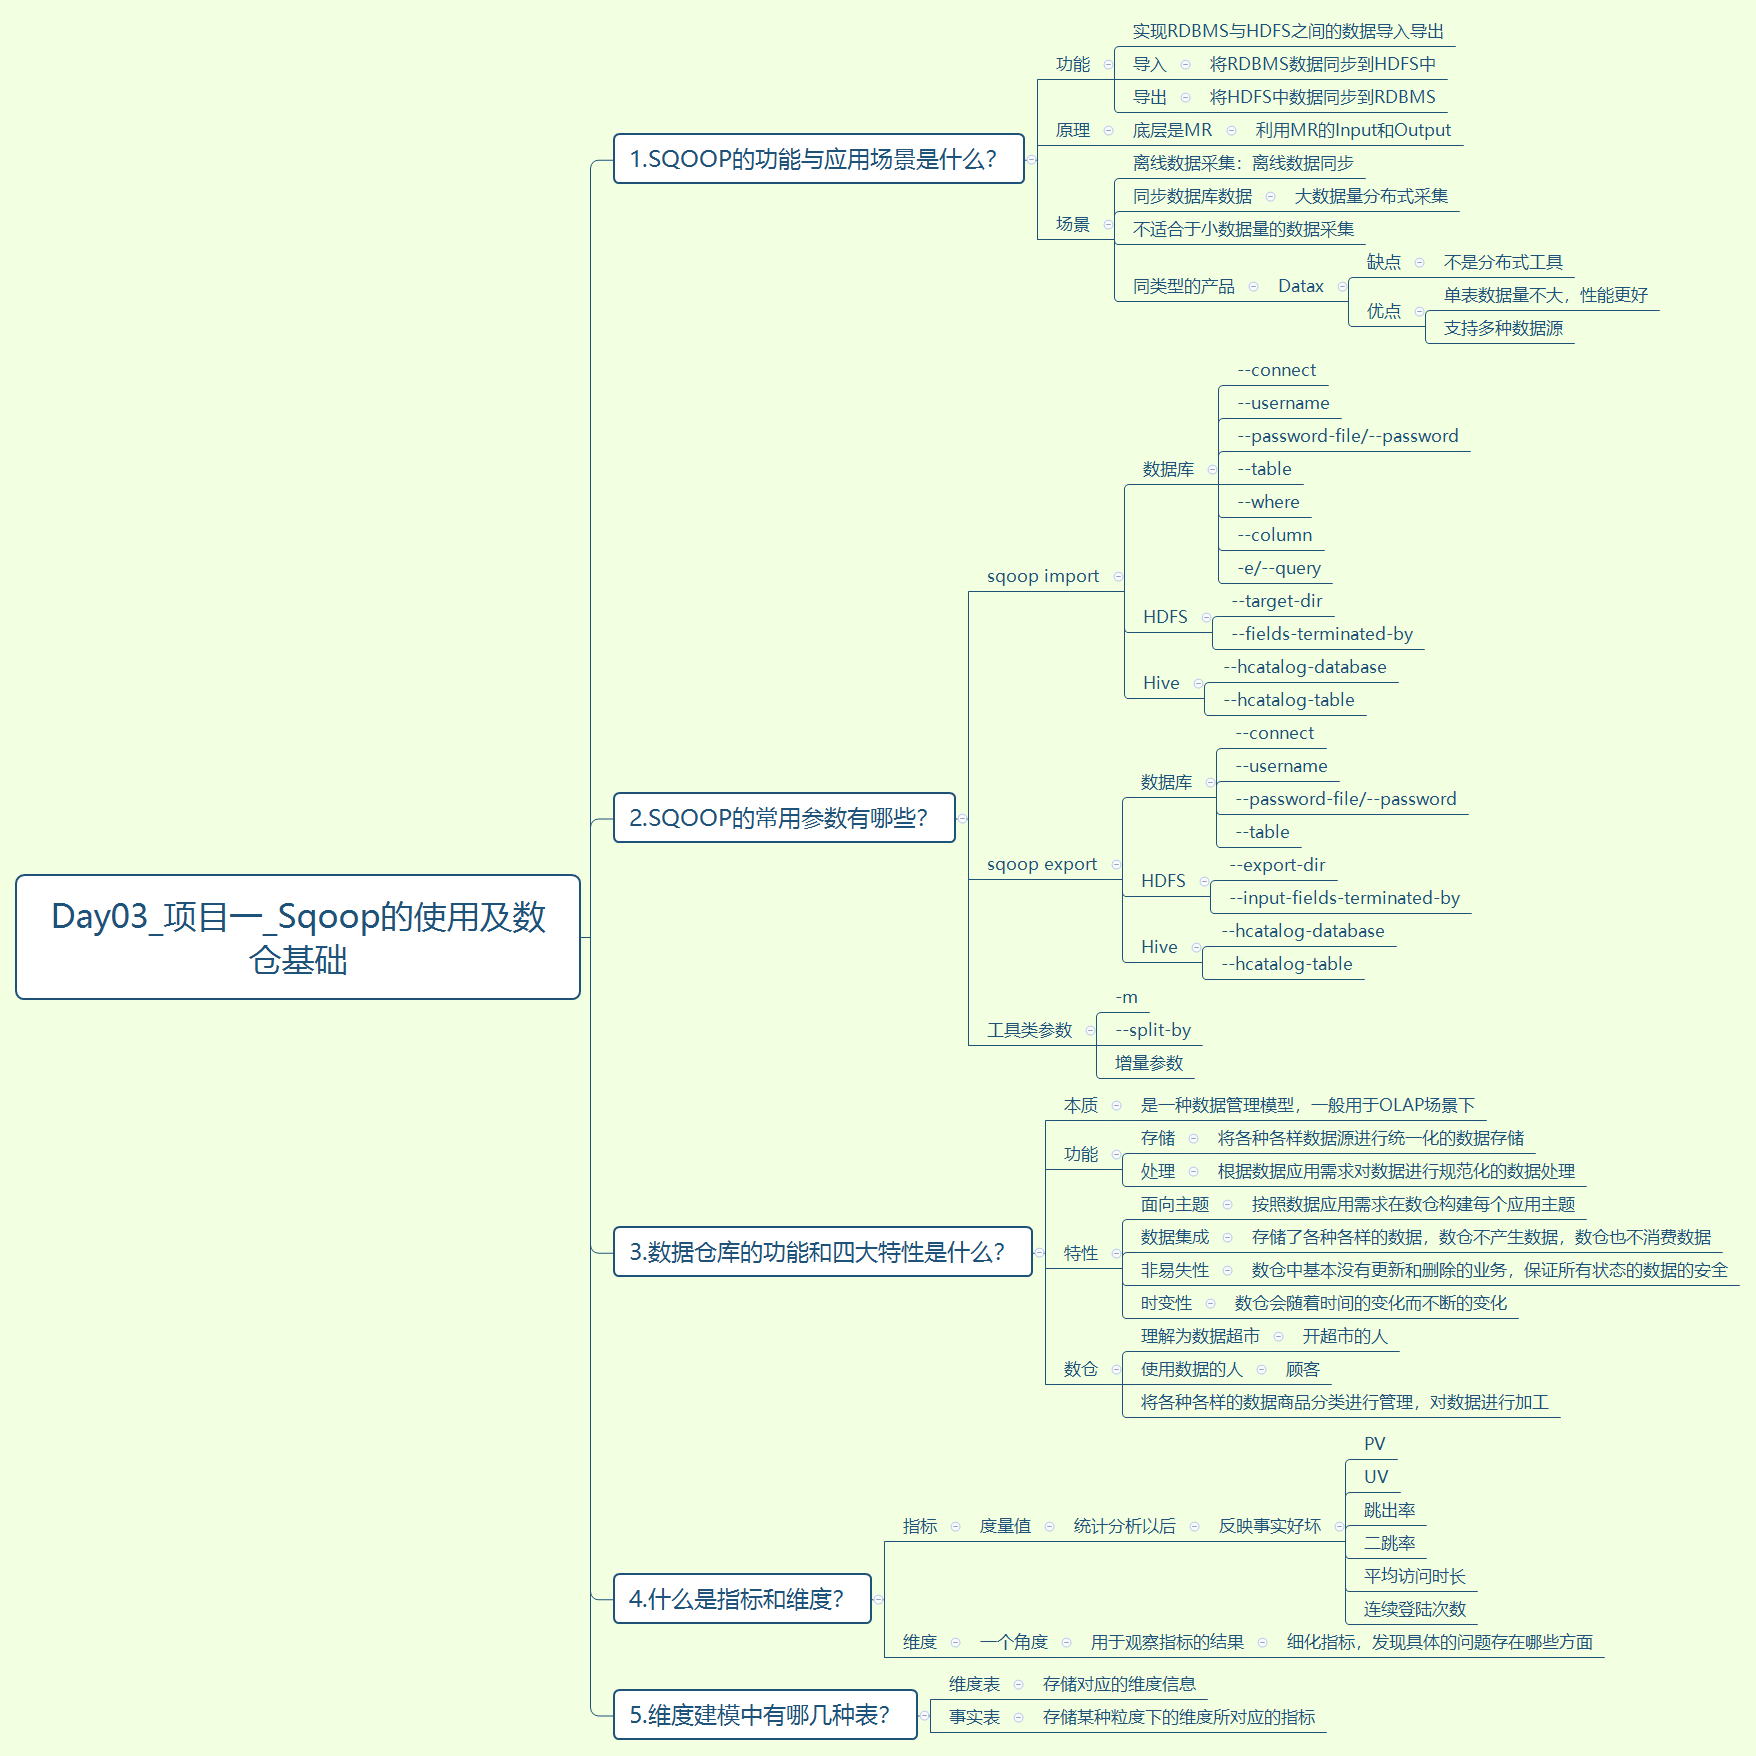 Day03_项目一_Sqoop的使用及数
仓基础
1.SQOOP的功能与应用场景是什么？
功能
实现RDBMS与HDFS之间的数据导入导出
导入
将RDBMS数据同步到HDFS中
导出
将HDFS中数据同步到RDBMS
原理
底层是MR
利用MR的Input和Output
场景
离线数据采集：离线数据同步
同步数据库数据
大数据量分布式采集
不适合于小数据量的数据采集
同类型的产品
Datax
缺点
不是分布式工具
优点
单表数据量不大，性能更好
支持多种数据源
2.SQOOP的常用参数有哪些？
sqoop import
数据库
--connect
--username
--password-file/--password
--table
--where
--column
-e/--query
HDFS
--target-dir
--fields-terminated-by
Hive
--hcatalog-database
--hcatalog-table
sqoop export
数据库
--connect
--username
--password-file/--password
--table
HDFS
--export-dir
--input-fields-terminated-by
Hive
--hcatalog-database
--hcatalog-table
工具类参数
-m
--split-by
增量参数
3.数据仓库的功能和四大特性是什么？
本质
是一种数据管理模型，一般用于OLAP场景下
功能
存储
将各种各样数据源进行统一化的数据存储
处理
根据数据应用需求对数据进行规范化的数据处理
特性
面向主题
按照数据应用需求在数仓构建每个应用主题
数据集成
存储了各种各样的数据，数仓不产生数据，数仓也不消费数据
非易失性
数仓中基本没有更新和删除的业务，保证所有状态的数据的安全
时变性
数仓会随着时间的变化而不断的变化
数仓
理解为数据超市
开超市的人
使用数据的人
顾客
将各种各样的数据商品分类进行管理，对数据进行加工
4.什么是指标和维度？
指标
度量值
统计分析以后
反映事实好坏
PV
UV
跳出率
二跳率
平均访问时长
连续登陆次数
维度
一个角度
用于观察指标的结果
细化指标，发现具体的问题存在哪些方面
5.维度建模中有哪几种表？
维度表
存储对应的维度信息
事实表
存储某种粒度下的维度所对应的指标